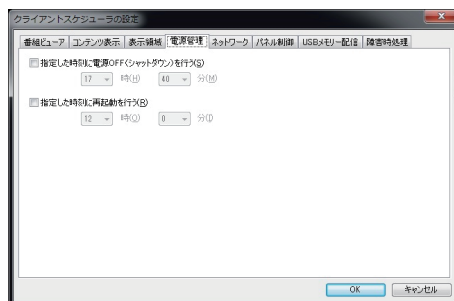 クライアントスケジューラの設定
番組ビューア コンテンツ表示 表示領域 電源管理 ネットワーク パネル制御 USBメモリー配信 障害時処理
指定した時刻に電源OFF(シャットダウン)を行う(S)
17 時(H) 40 分(M)
指定した時刻に再起動を行う(R)
12 時(O) 0 分(I)
OK キャンセル